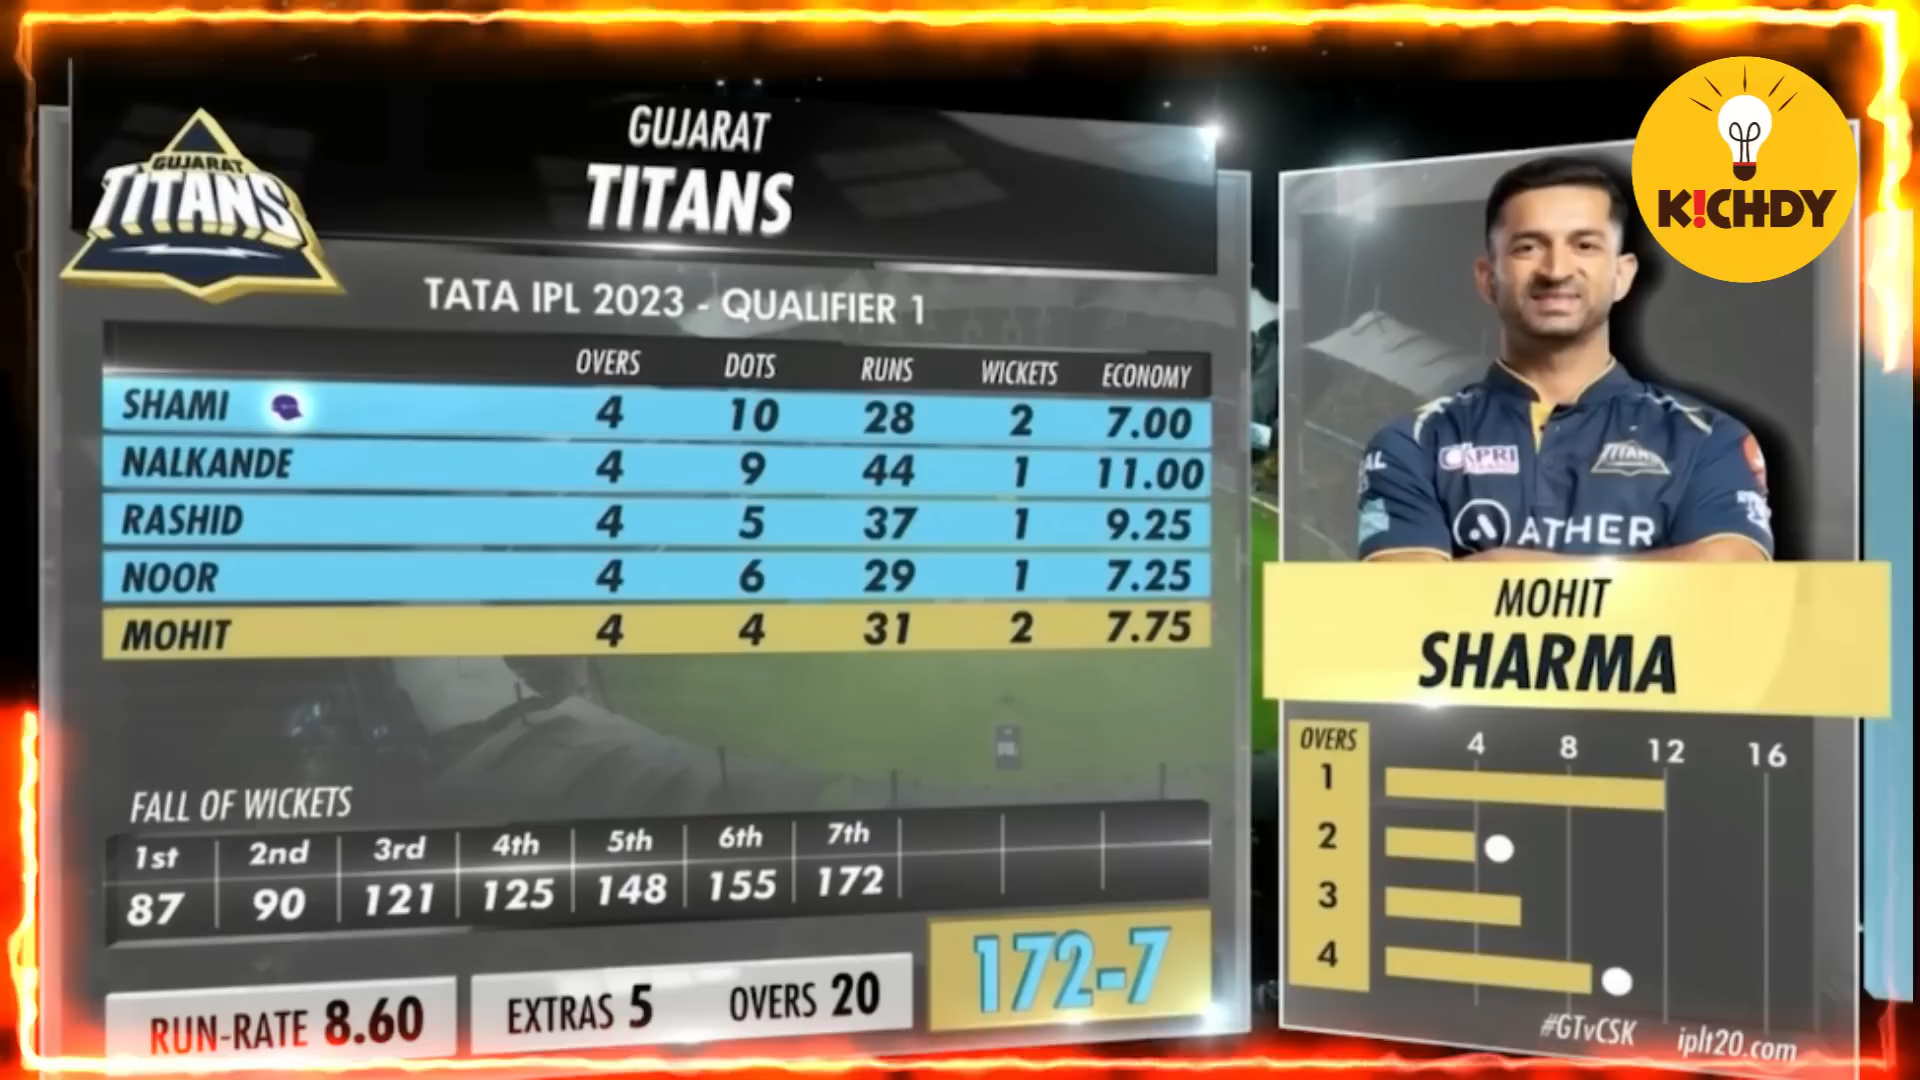 GUJARAT
TITANS
GUJARAT
TITANS
K!CHDY
TATA IPL 2023 - QUALIFIER 1
OVERS DOTS RUNS WICKETS ECONOMY
SHAMI 4 10 28 2 7.00
NALKANDE 4 9 44 1 11.00
RASHID 4 5 37 1 9.25
NOOR 4 6 29 1 7.25
MOHIT 4 4 31 2 7.75
FALL OF WICKETS
1st 2nd 3rd 4th 5th 6th 7th
87 90 121 125 148 155 172
RUN-RATE 8.60 EXTRAS 5 OVERS 20 172-7
TITANS
ATHER
MOHIT
SHARMA
OVERS 4 8 12 16
1
2
3
4
#GTvCSK iplt20.com